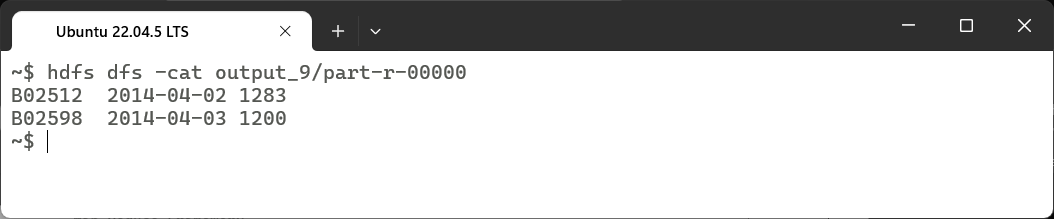 Ubuntu 22.04.5 LTS
~$ hdfs dfs -cat output_9/part-r-00000
B02512  2014-04-02 1283
B02598  2014-04-03 1200
~$